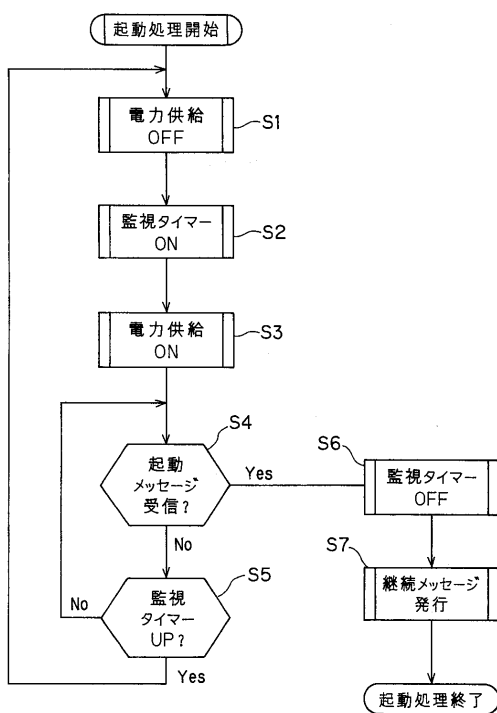 起動処理開始
電力供給
OFF
S1
監視タイマー
ON
S2
電力供給
ON
S3
S4
起動
メッセージ
受信?
Yes
No
S5
監視
タイマー
UP?
No
Yes
S6
監視タイマー
OFF
S7
継続メッセージ
発行
起動処理終了